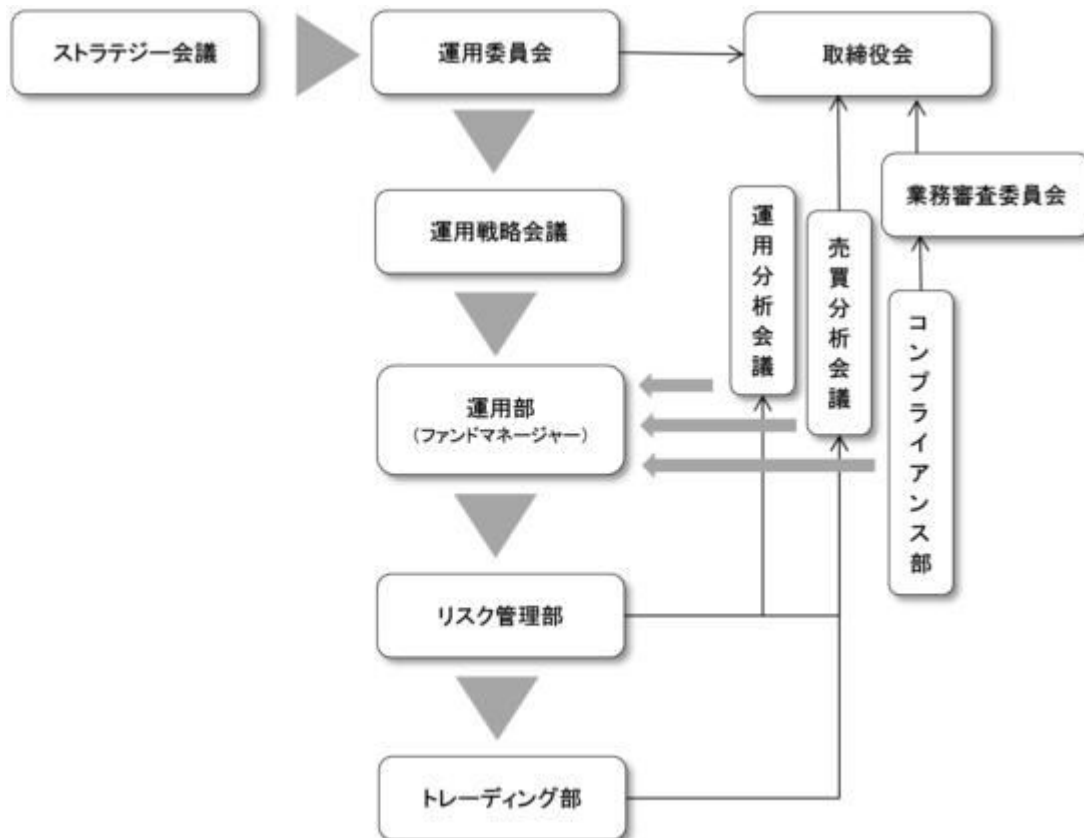 ストラテジー会議
運用委員会
取締役会
業務審査委員会
運用戦略会議
運用分析会議
売買分析会議
コンプライアンス部
運用部
（ファンドマネージャー）
リスク管理部
トレーディング部